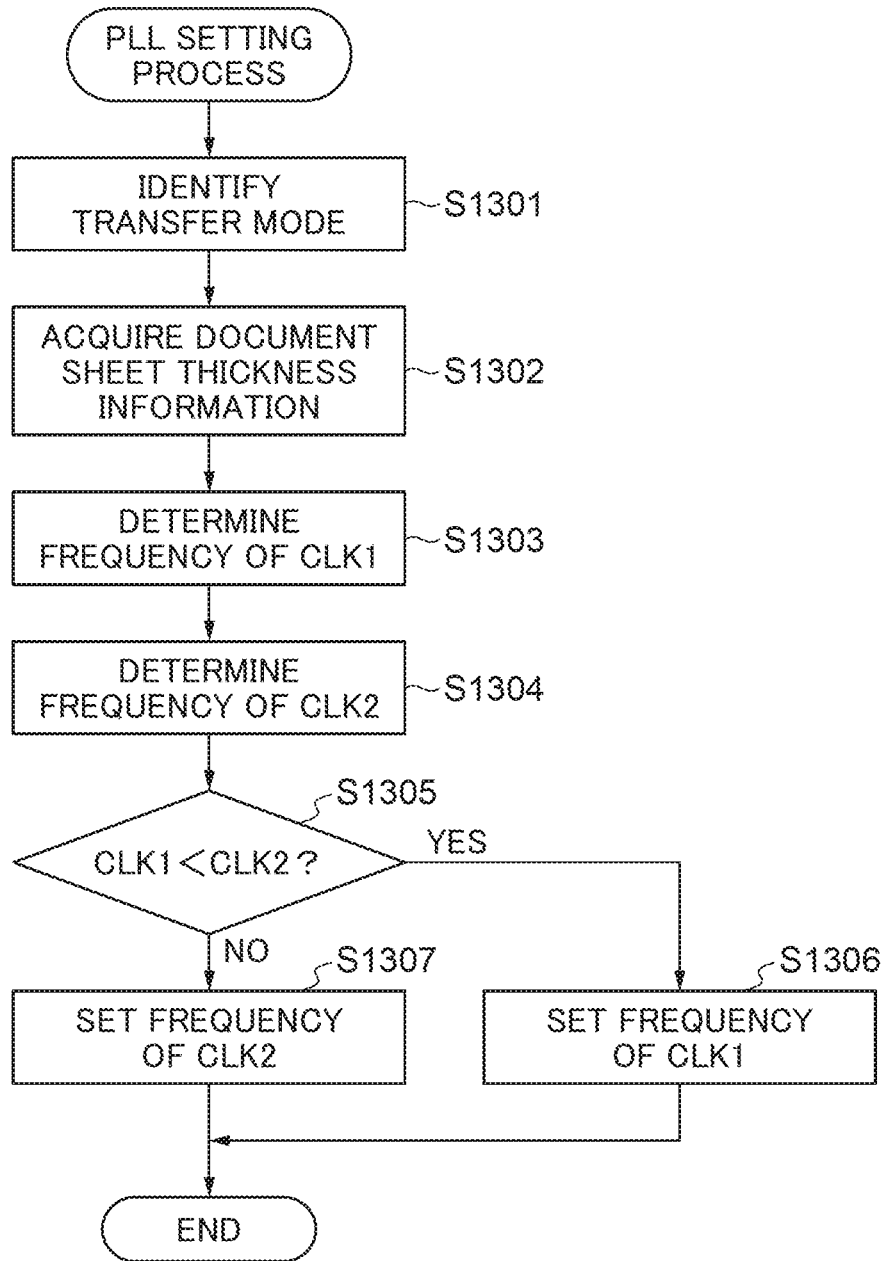 PLL SETTING
PROCESS
IDENTIFY
TRANSFER MODE
S1301
ACQUIRE DOCUMENT
SHEET THICKNESS
INFORMATION
S1302
DETERMINE
FREQUENCY OF CLK1
S1303
DETERMINE
FREQUENCY OF CLK2
S1304
S1305
CLK1＜CLK2？
YES
NO
S1307
SET FREQUENCY
OF CLK2
S1306
SET FREQUENCY
OF CLK1
END